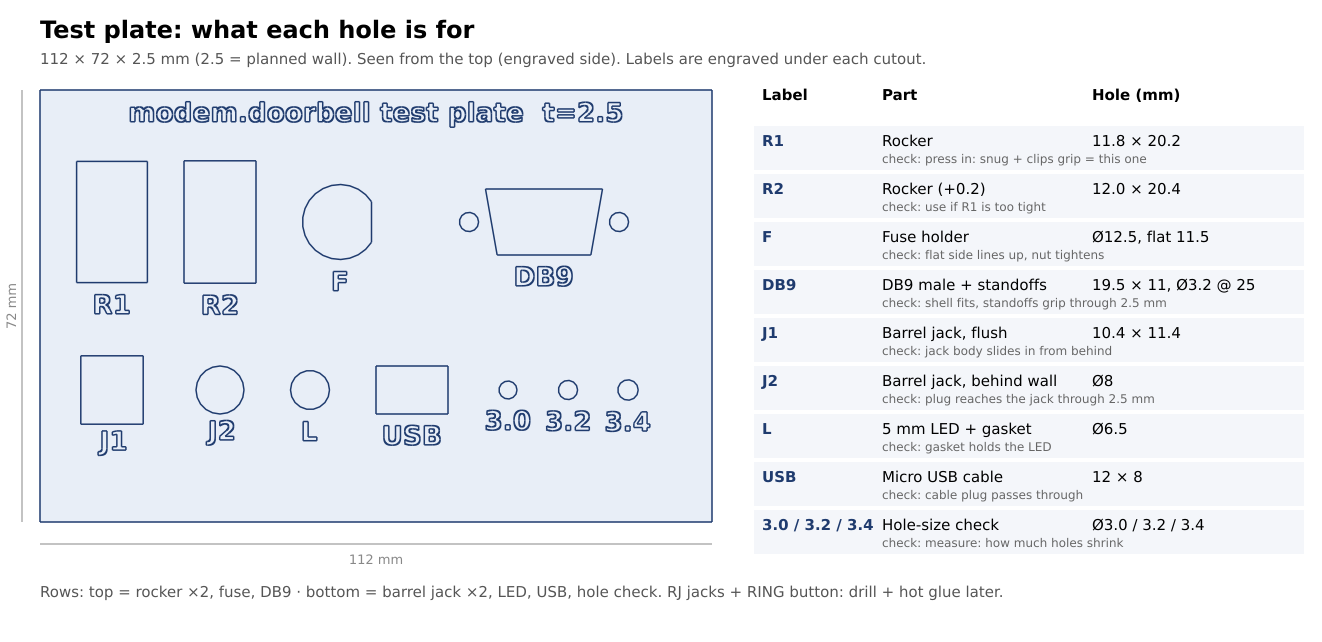 Test plate: what each hole is for
112 × 72 × 2.5 mm (2.5 = planned wall). Seen from the top (engraved side). Labels are engraved under each cutout.
modem.doorbell test plate t=2.5
R1 R2 F DB9
J1 J2 L USB 3.0 3.2 3.4
72 mm
112 mm
Label Part Hole (mm)
R1 Rocker 11.8 × 20.2
check: press in: snug + clips grip = this one
R2 Rocker (+0.2) 12.0 × 20.4
check: use if R1 is too tight
F Fuse holder Ø12.5, flat 11.5
check: flat side lines up, nut tightens
DB9 DB9 male + standoffs 19.5 × 11, Ø3.2 @ 25
check: shell fits, standoffs grip through 2.5 mm
J1 Barrel jack, flush 10.4 × 11.4
check: jack body slides in from behind
J2 Barrel jack, behind wall Ø8
check: plug reaches the jack through 2.5 mm
L 5 mm LED + gasket Ø6.5
check: gasket holds the LED
USB Micro USB cable 12 × 8
check: cable plug passes through
3.0 / 3.2 / 3.4 Hole-size check Ø3.0 / 3.2 / 3.4
check: measure: how much holes shrink
Rows: top = rocker ×2, fuse, DB9 · bottom = barrel jack ×2, LED, USB, hole check. RJ jacks + RING button: drill + hot glue later.